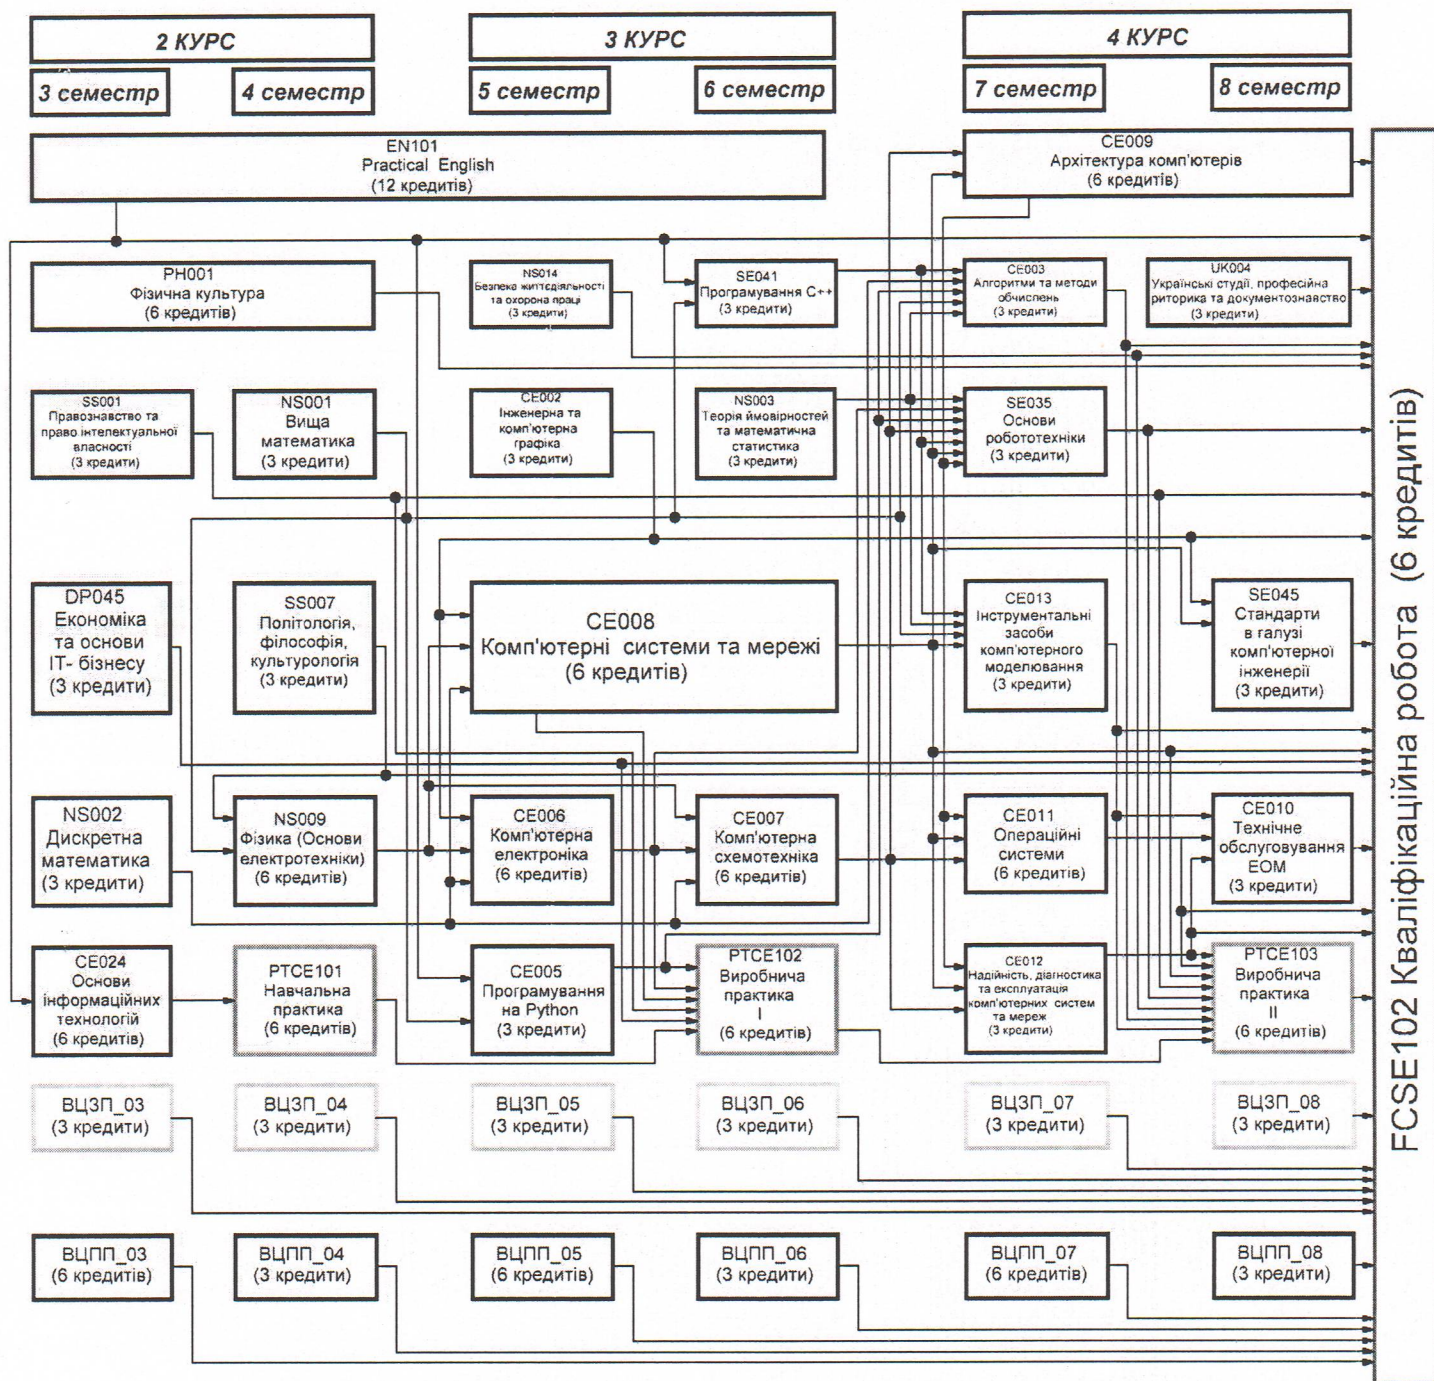 2 КУРС
3 КУРС
4 КУРС
3 семестр
4 семестр
5 семестр
6 семестр
7 семестр
8 семестр
EN101
Practical English
(12 кредитів)
CE009
Архітектура комп'ютерів
(6 кредитів)
PH001
Фізична культура
(6 кредитів)
NS014
Безпека життєдіяльності
та охорона праці
(3 кредити)
SE041
Програмування C++
(3 кредити)
CE003
Алгоритми та методи
обчислень
(3 кредити)
UK004
Українські студії, професійна
риторика та документознавство
(3 кредити)
SS001
Правознавство та
право інтелектуальної
власності
(3 кредити)
NS001
Вища
математика
(3 кредити)
CE002
Інженерна та
комп'ютерна
графіка
(3 кредити)
NS003
Теорія ймовірностей
та математична
статистика
(3 кредити)
SE035
Основи
робототехніки
(3 кредити)
DP045
Економіка
та основи
IT- бізнесу
(3 кредити)
SS007
Політологія,
філософія,
культурологія
(3 кредити)
CE008
Комп'ютерні системи та мережі
(6 кредитів)
CE013
Інструментальні
засоби
комп'ютерного
моделювання
(3 кредити)
SE045
Стандарти
в галузі
комп'ютерної
інженерії
(3 кредити)
NS002
Дискретна
математика
(3 кредити)
NS009
Фізика (Основи
електротехніки)
(6 кредитів)
CE006
Комп'ютерна
електроніка
(6 кредитів)
CE007
Комп'ютерна
схемотехніка
(6 кредитів)
CE011
Операційні
системи
(6 кредитів)
CE010
Технічне
обслуговування
ЕОМ
(3 кредити)
CE024
Основи
інформаційних
технологій
(6 кредитів)
PTCE101
Навчальна
практика
(6 кредитів)
CE005
Програмування
на Python
(3 кредити)
PTCE102
Виробнича
практика
I
(6 кредитів)
CE012
Надійність, діагностика
та експлуатація
комп'ютерних систем
та мереж
(3 кредити)
PTCE103
Виробнича
практика
II
(6 кредитів)
ВЦЗП_03
(3 кредити)
ВЦЗП_04
(3 кредити)
ВЦЗП_05
(3 кредити)
ВЦЗП_06
(3 кредити)
ВЦЗП_07
(3 кредити)
ВЦЗП_08
(3 кредити)
ВЦПП_03
(6 кредитів)
ВЦПП_04
(3 кредити)
ВЦПП_05
(6 кредитів)
ВЦПП_06
(3 кредити)
ВЦПП_07
(6 кредитів)
ВЦПП_08
(3 кредити)
FCSE102 Кваліфікаційна робота (6 кредитів)